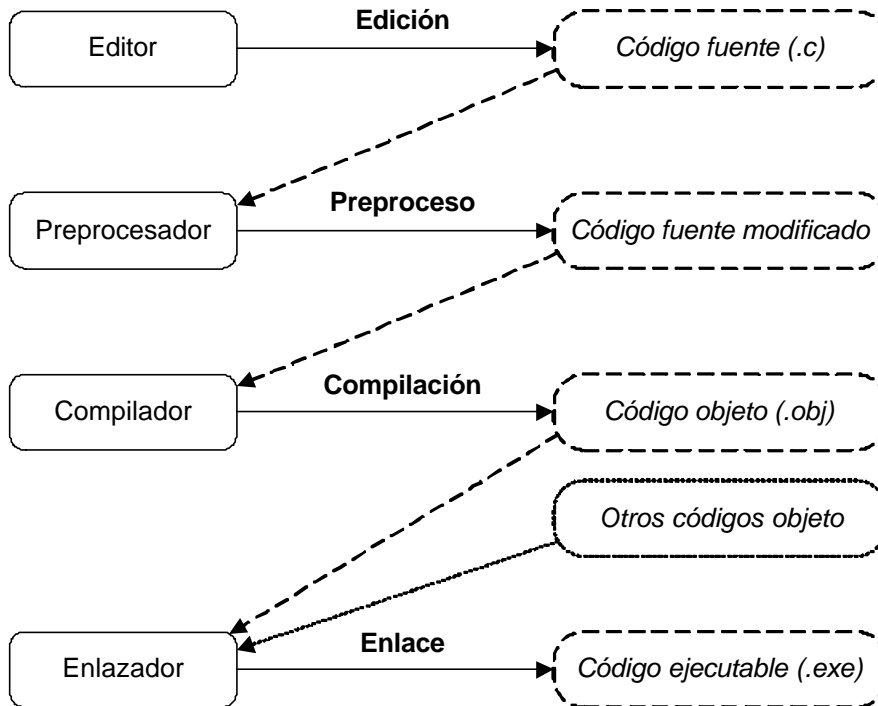 Edición
Editor
Código fuente (.c)
Preproceso
Preprocesador
Código fuente modificado
Compilación
Compilador
Código objeto (.obj)
Otros códigos objeto
Enlace
Enlazador
Código ejecutable (.exe)